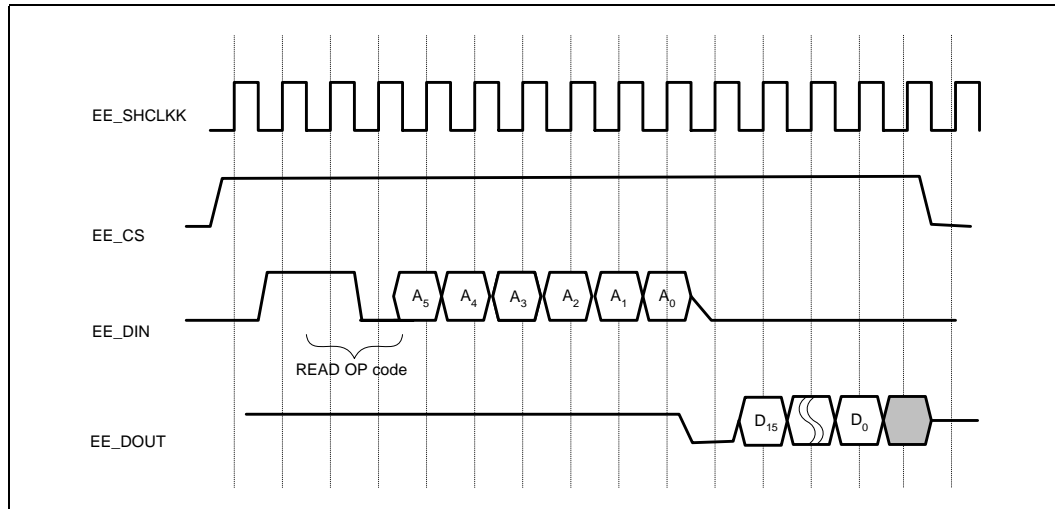 EE_SHCLKK
EE_CS
EE_DIN
A5 A4 A3 A2 A1 A0
READ OP code
EE_DOUT
D15 D0